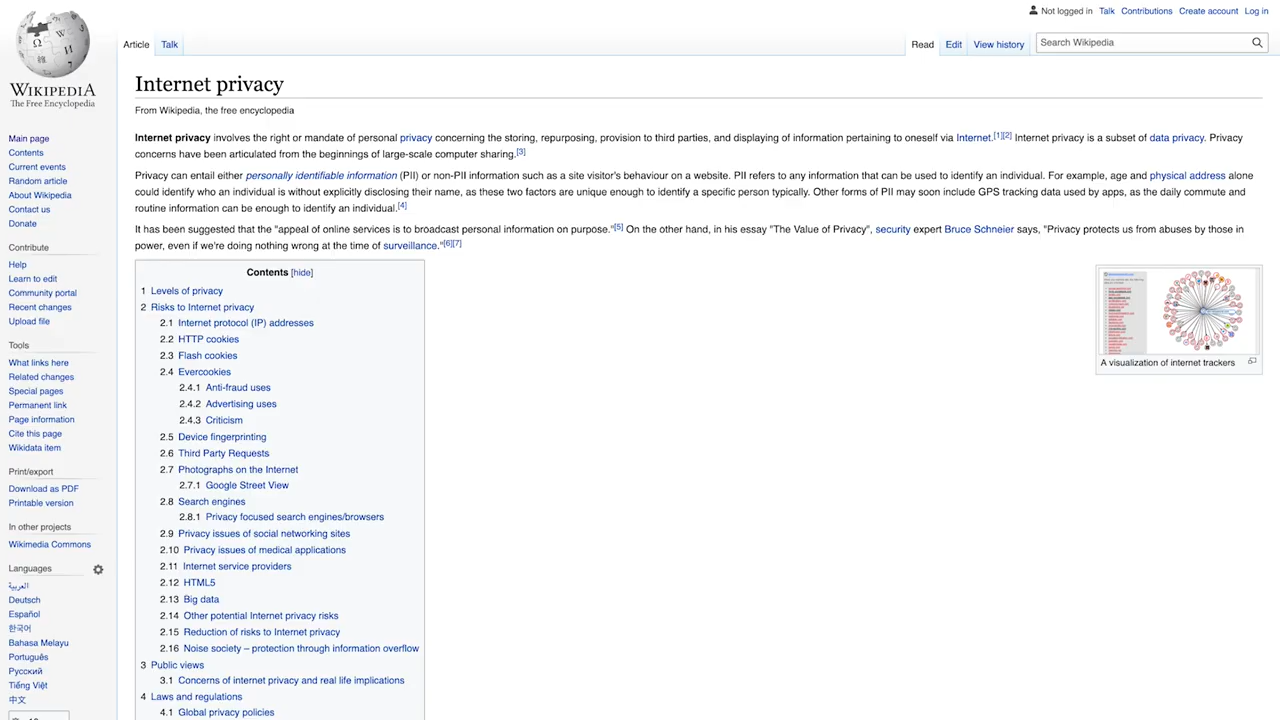 Not logged in Talk Contributions Create account Log in
Article Talk
Read Edit View history Search Wikipedia
WIKIPEDIA
The Free Encyclopedia
Main page
Contents
Current events
Random article
About Wikipedia
Contact us
Donate
Contribute
Help
Learn to edit
Community portal
Recent changes
Upload file
Tools
What links here
Related changes
Special pages
Permanent link
Page information
Cite this page
Wikidata item
Print/export
Download as PDF
Printable version
In other projects
Wikimedia Commons
Languages
العربية
Deutsch
Español
한국어
Bahasa Melayu
Português
Русский
Tiếng Việt
中文
Internet privacy
From Wikipedia, the free encyclopedia
Internet privacy involves the right or mandate of personal privacy concerning the storing, repurposing, provision to third parties, and displaying of information pertaining to oneself via Internet.[1][2] Internet privacy is a subset of data privacy. Privacy
concerns have been articulated from the beginnings of large-scale computer sharing.[3]
Privacy can entail either personally identifiable information (PII) or non-PII information such as a site visitor's behaviour on a website. PII refers to any information that can be used to identify an individual. For example, age and physical address alone
could identify who an individual is without explicitly disclosing their name, as these two factors are unique enough to identify a specific person typically. Other forms of PII may soon include GPS tracking data used by apps, as the daily commute and
routine information can be enough to identify an individual.[4]
It has been suggested that the "appeal of online services is to broadcast personal information on purpose."[5] On the other hand, in his essay "The Value of Privacy", security expert Bruce Schneier says, "Privacy protects us from abuses by those in
power, even if we're doing nothing wrong at the time of surveillance."[6][7]
Contents [hide]
1 Levels of privacy
2 Risks to Internet privacy
2.1 Internet protocol (IP) addresses
2.2 HTTP cookies
2.3 Flash cookies
2.4 Evercookies
2.4.1 Anti-fraud uses
2.4.2 Advertising uses
2.4.3 Criticism
2.5 Device fingerprinting
2.6 Third Party Requests
2.7 Photographs on the Internet
2.7.1 Google Street View
2.8 Search engines
2.8.1 Privacy focused search engines/browsers
2.9 Privacy issues of social networking sites
2.10 Privacy issues of medical applications
2.11 Internet service providers
2.12 HTML5
2.13 Big data
2.14 Other potential Internet privacy risks
2.15 Reduction of risks to Internet privacy
2.16 Noise society – protection through information overflow
3 Public views
3.1 Concerns of internet privacy and real life implications
4 Laws and regulations
4.1 Global privacy policies
A visualization of internet trackers